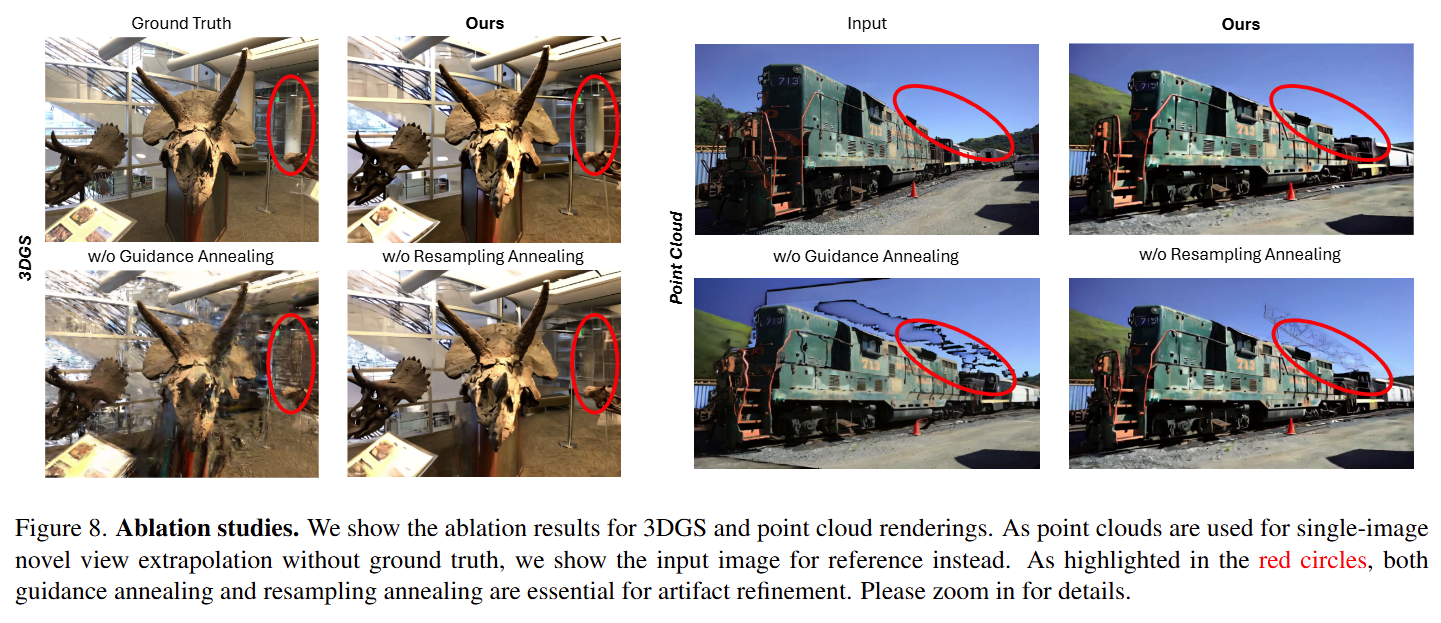 Ground Truth
Ours
Input
Ours
3DGS
w/o Guidance Annealing
w/o Resampling Annealing
Point Cloud
w/o Guidance Annealing
w/o Resampling Annealing
713
713
Figure 8. Ablation studies. We show the ablation results for 3DGS and point cloud renderings. As point clouds are used for single-image
novel view extrapolation without ground truth, we show the input image for reference instead. As highlighted in the red circles, both
guidance annealing and resampling annealing are essential for artifact refinement. Please zoom in for details.